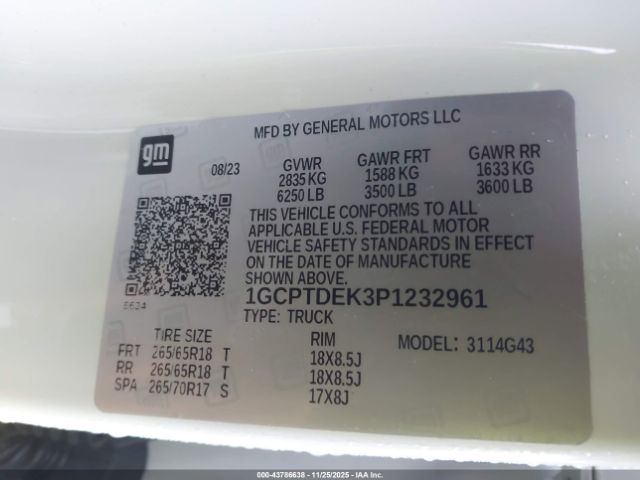 MFD BY GENERAL MOTORS LLC
gm
08/23
GVWR GAWR FRT GAWR RR
2835 KG 1588 KG 1633 KG
6250 LB 3500 LB 3600 LB
THIS VEHICLE CONFORMS TO ALL
APPLICABLE U.S. FEDERAL MOTOR
VEHICLE SAFETY STANDARDS IN EFFECT
ON THE DATE OF MANUFACTURE
SHOWN ABOVE.
1GCPTDEK3P1232961
TYPE: TRUCK
TIRE SIZE RIM MODEL: 3114G43
FRT 265/65R18 T 18X8.5J
RR 265/65R18 T 18X8.5J
SPA 265/70R17 S 17X8J
000-43786638 - 11/25/2025 - IAAI.COM